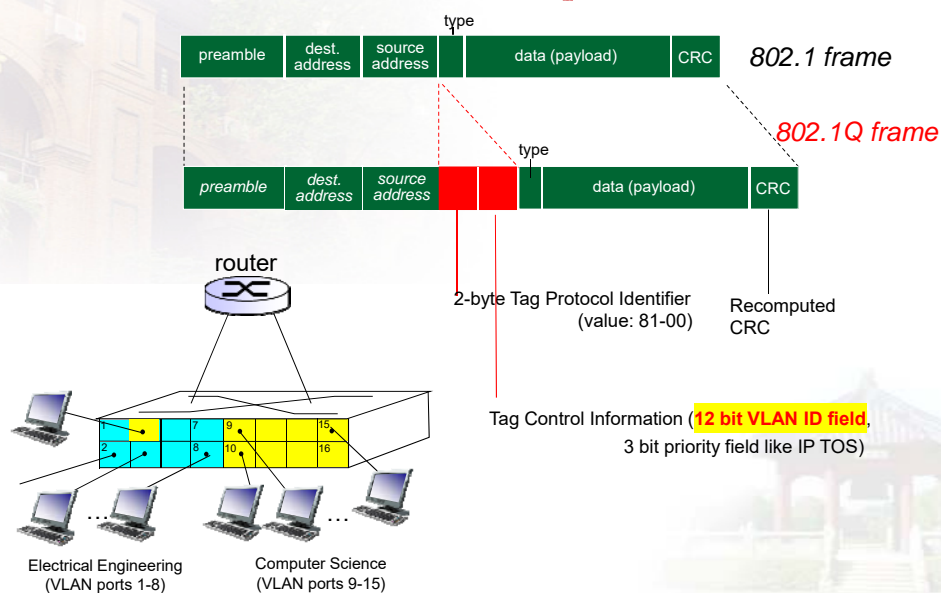 type
preamble
dest.
address
source
address
data (payload)
CRC
802.1 frame
802.1Q frame
type
preamble
dest.
address
source
address
data (payload)
CRC
router
2-byte Tag Protocol Identifier
(value: 81-00)
Recomputed
CRC
Tag Control Information (12 bit VLAN ID field,
3 bit priority field like IP TOS)
1
7
9
15
2
8
10
16
...
...
Electrical Engineering
(VLAN ports 1-8)
Computer Science
(VLAN ports 9-15)